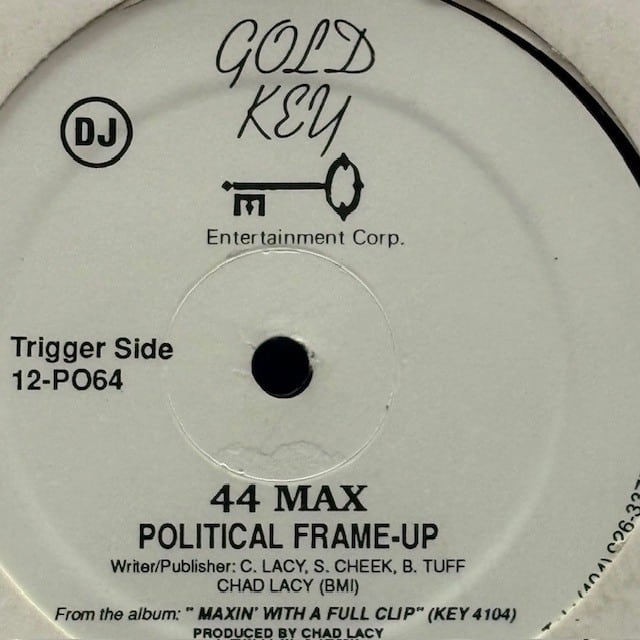 GOLD
KEY
DJ
Entertainment Corp.
Trigger Side
12-PO64
44 MAX
POLITICAL FRAME-UP
Writer/Publisher: C. LACY, S. CHEEK, B. TUFF
CHAD LACY (BMI)
From the album: " MAXIN' WITH A FULL CLIP" (KEY 4104)
PRODUCED BY CHAD LACY